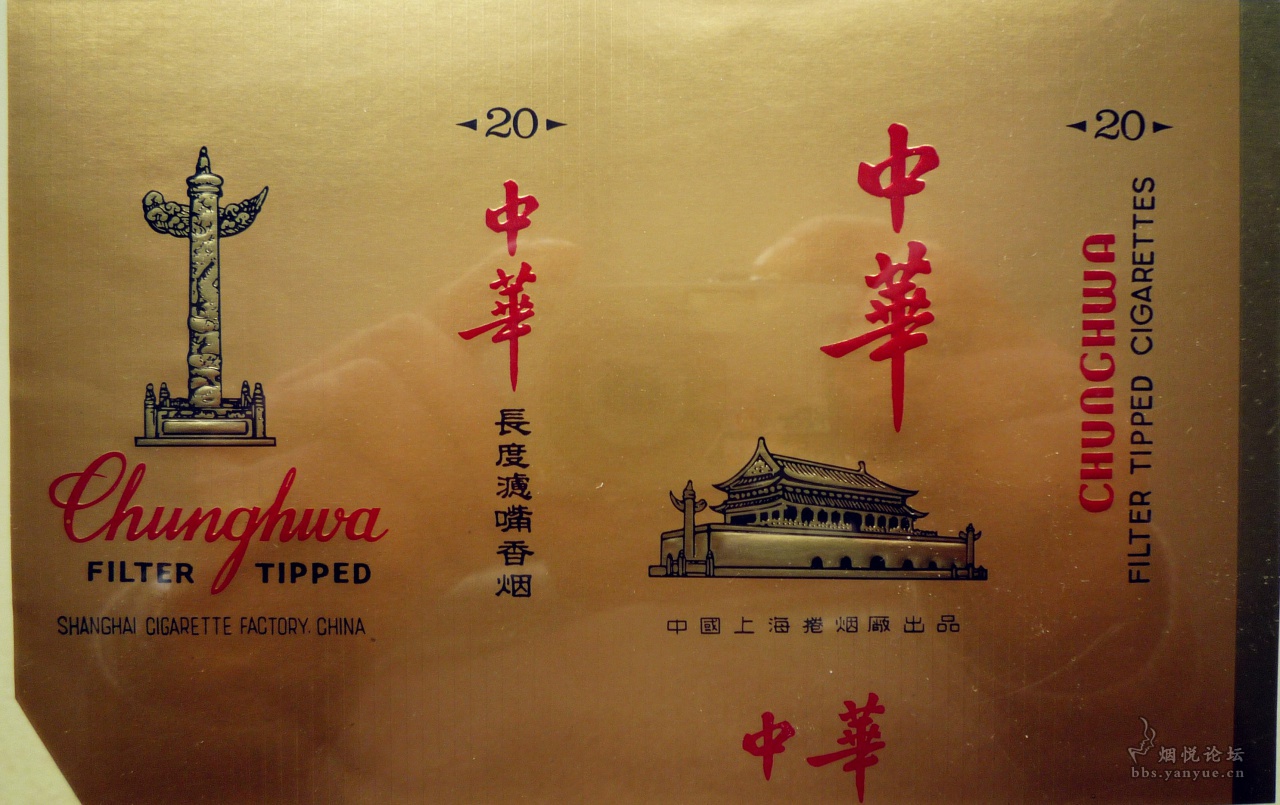 Chunghwa
FILTER TIPPED
SHANGHAI CIGARETTE FACTORY. CHINA
20
中華
長度濾嘴香烟
中華
中國上海捲烟廠出品
中華
20
CHUNGHWA
FILTER TIPPED CIGARETTES
烟悦论坛
bbs.yanyue.cn